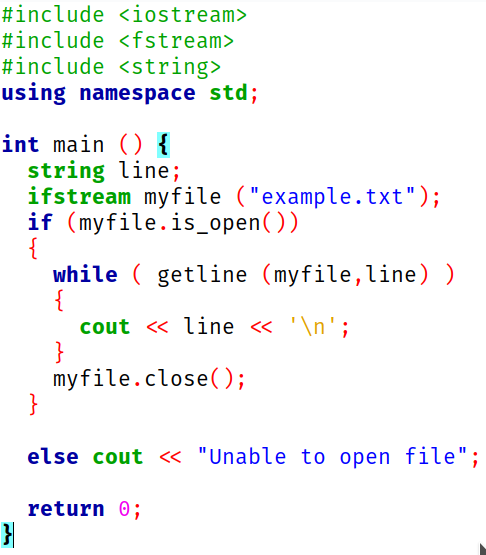 #include <iostream>
#include <fstream>
#include <string>
using namespace std;

int main () {
  string line;
  ifstream myfile ("example.txt");
  if (myfile.is_open())
  {
    while ( getline (myfile,line) )
    {
      cout << line << '\n';
    }
    myfile.close();
  }

  else cout << "Unable to open file";

  return 0;
}